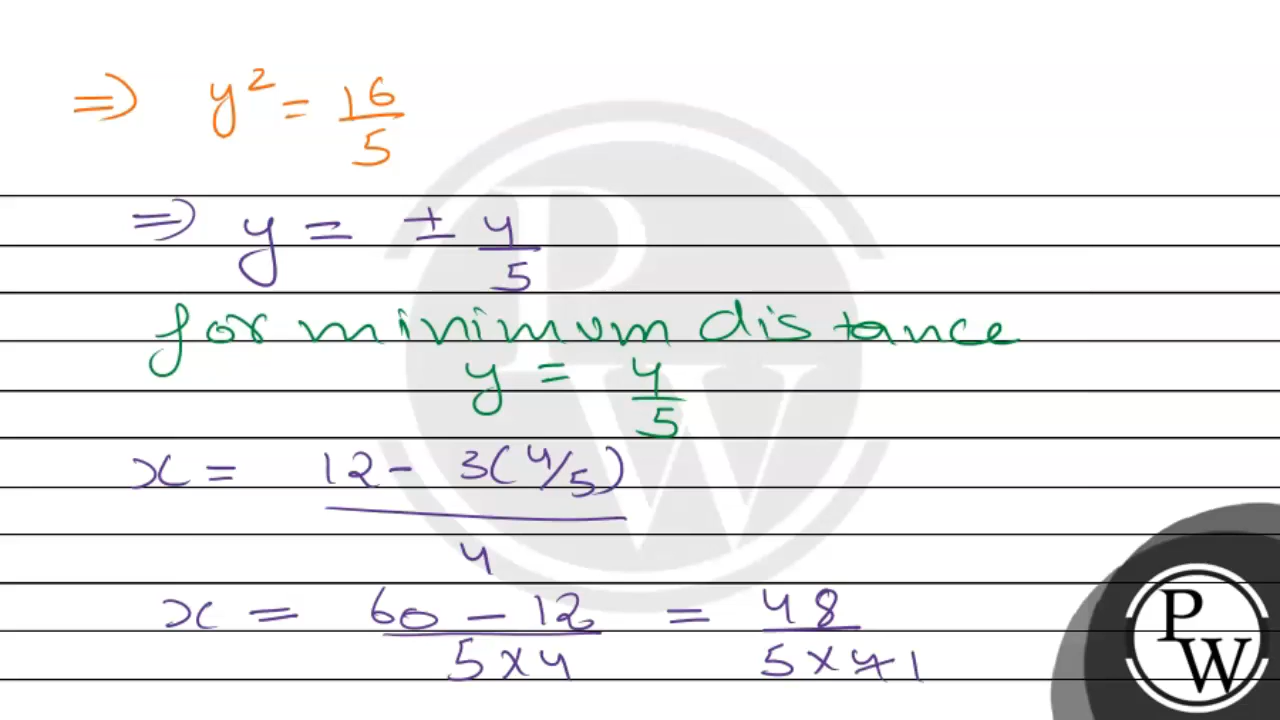 ⇒ y² = 16/5
⇒ y = ± 4/5
for minimum distance
y = 4/5
x = 12 - 3(4/5) / 4
x = 60 - 12 / 5×4 = 48 / 5×4 1
P
W
P
W